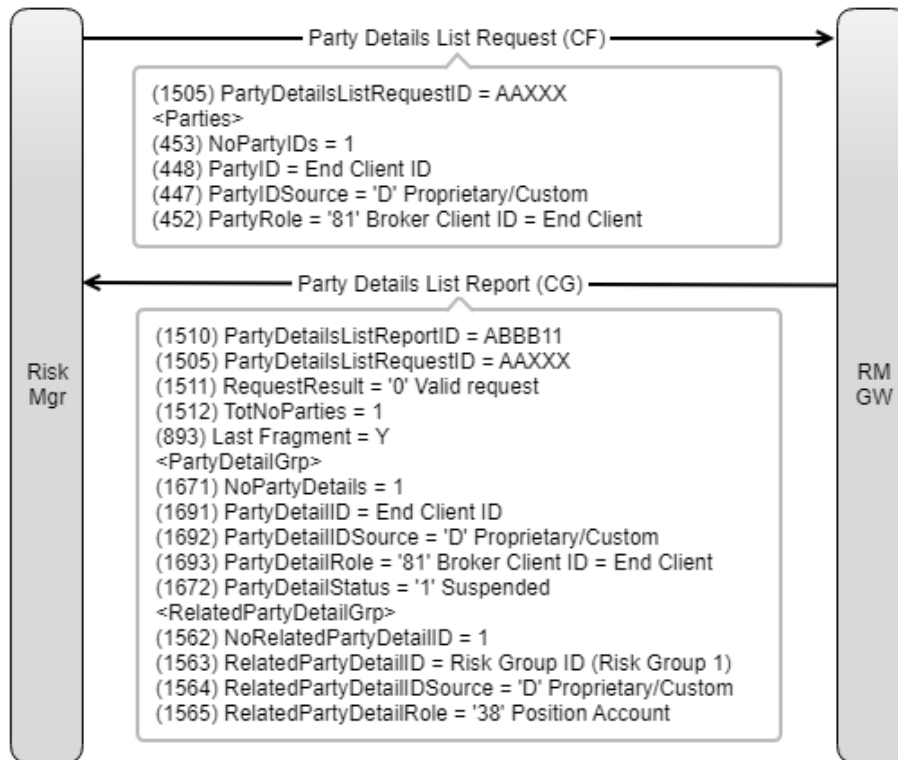 Party Details List Request (CF)
(1505) PartyDetailsListRequestID = AAXXX
<Parties>
(453) NoPartyIDs = 1
(448) PartyID = End Client ID
(447) PartyIDSource = 'D' Proprietary/Custom
(452) PartyRole = '81' Broker Client ID = End Client
Party Details List Report (CG)
(1510) PartyDetailsListReportID = ABBB11
(1505) PartyDetailsListRequestID = AAXXX
(1511) RequestResult = '0' Valid request
(1512) TotNoParties = 1
(893) Last Fragment = Y
<PartyDetailGrp>
(1671) NoPartyDetails = 1
(1691) PartyDetailID = End Client ID
(1692) PartyDetailIDSource = 'D' Proprietary/Custom
(1693) PartyDetailRole = '81' Broker Client ID = End Client
(1672) PartyDetailStatus = '1' Suspended
<RelatedPartyDetailGrp>
(1562) NoRelatedPartyDetailID = 1
(1563) RelatedPartyDetailID = Risk Group ID (Risk Group 1)
(1564) RelatedPartyDetailIDSource = 'D' Proprietary/Custom
(1565) RelatedPartyDetailRole = '38' Position Account
Risk
Mgr
RM
GW